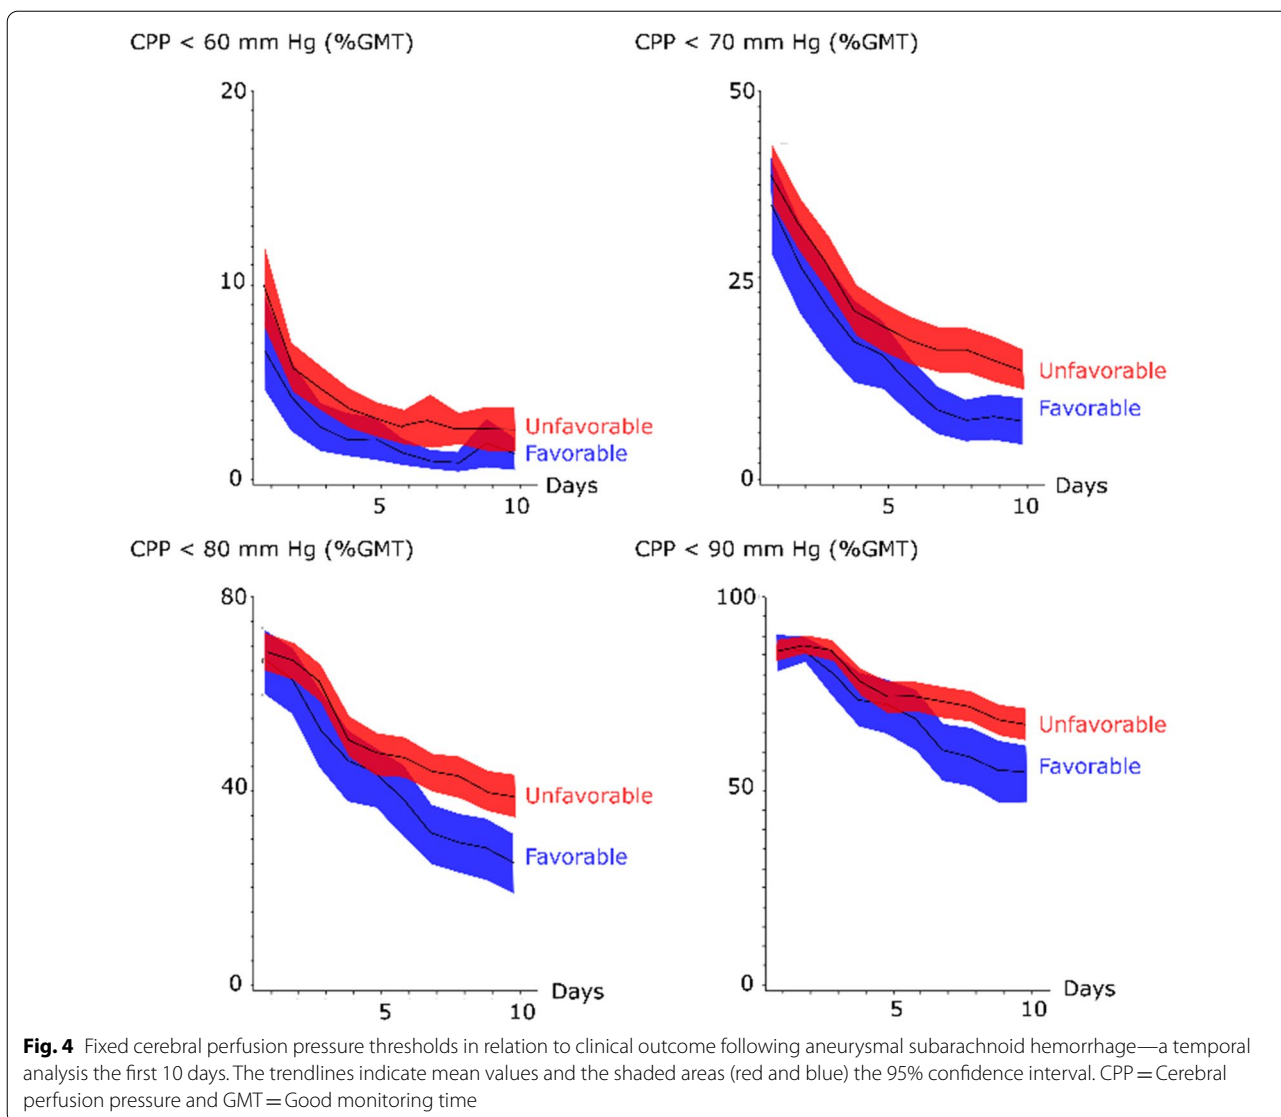 CPP < 60 mm Hg (%GMT)
20
10
0
5
10
Days
Unfavorable
Favorable
CPP < 70 mm Hg (%GMT)
50
25
0
5
10
Days
Unfavorable
Favorable
CPP < 80 mm Hg (%GMT)
80
40
0
5
10
Days
Unfavorable
Favorable
CPP < 90 mm Hg (%GMT)
100
50
0
5
10
Days
Unfavorable
Favorable
Fig. 4 Fixed cerebral perfusion pressure thresholds in relation to clinical outcome following aneurysmal subarachnoid hemorrhage—a temporal
analysis the first 10 days. The trendlines indicate mean values and the shaded areas (red and blue) the 95% confidence interval. CPP = Cerebral
perfusion pressure and GMT = Good monitoring time